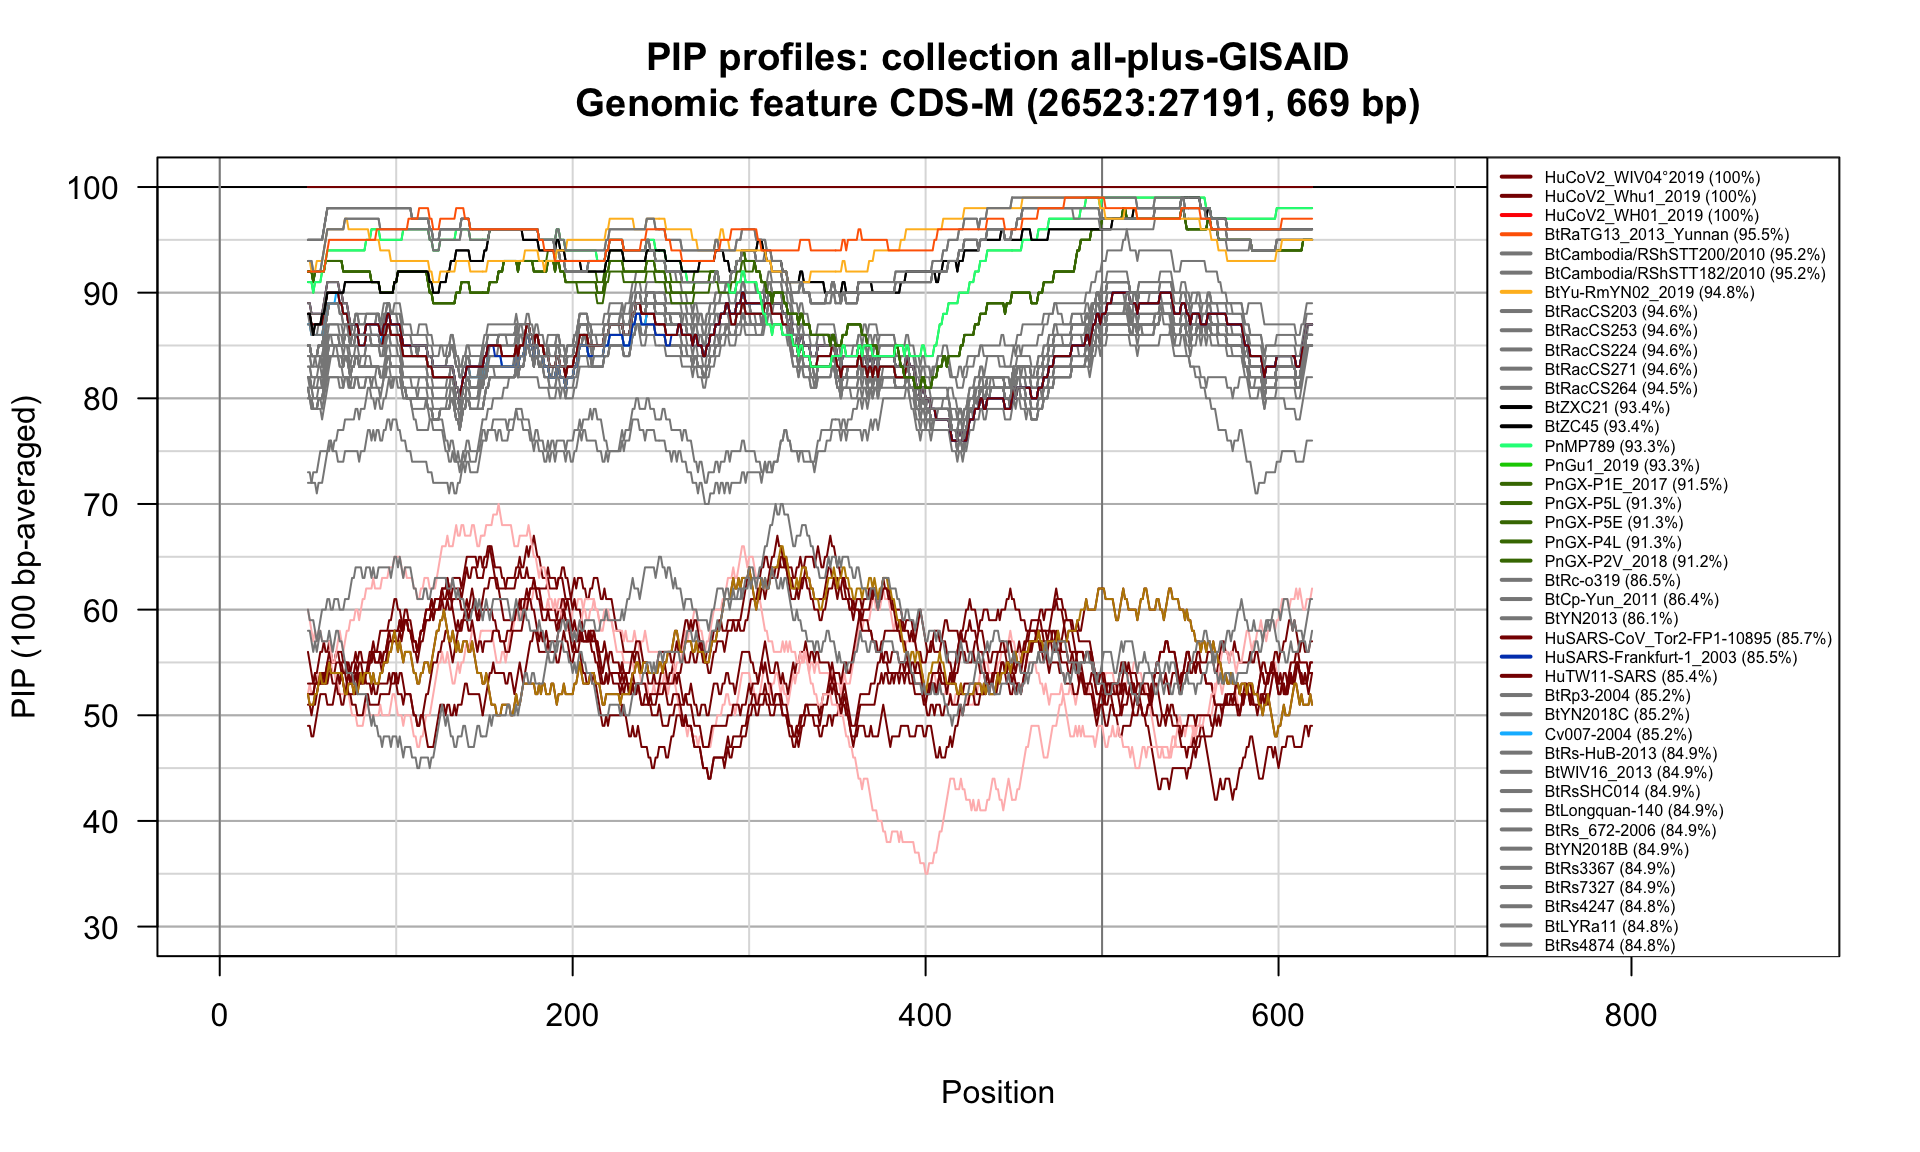 PIP profiles: collection all-plus-GISAID
Genomic feature CDS-M (26523:27191, 669 bp)
PIP (100 bp-averaged)
100
90
80
70
60
50
40
30
0
200
400
600
800
Position
HuCoV2_WIV04°2019 (100%)
HuCoV2_Whu1_2019 (100%)
HuCoV2_WH01_2019 (100%)
BtRaTG13_2013_Yunnan (95.5%)
BtCambodia/RShSTT200/2010 (95.2%)
BtCambodia/RShSTT182/2010 (95.2%)
BtYu-RmYN02_2019 (94.8%)
BtRacCS203 (94.6%)
BtRacCS253 (94.6%)
BtRacCS224 (94.6%)
BtRacCS271 (94.6%)
BtRacCS264 (94.5%)
BtZXC21 (93.4%)
BtZC45 (93.4%)
PnMP789 (93.3%)
PnGu1_2019 (93.3%)
PnGX-P1E_2017 (91.5%)
PnGX-P5L (91.3%)
PnGX-P5E (91.3%)
PnGX-P4L (91.3%)
PnGX-P2V_2018 (91.2%)
BtRc-o319 (86.5%)
BtCp-Yun_2011 (86.4%)
BtYN2013 (86.1%)
HuSARS-CoV_Tor2-FP1-10895 (85.7%)
HuSARS-Frankfurt-1_2003 (85.5%)
HuTW11-SARS (85.4%)
BtRp3-2004 (85.2%)
BtYN2018C (85.2%)
Cv007-2004 (85.2%)
BtRs-HuB-2013 (84.9%)
BtWIV16_2013 (84.9%)
BtRsSHC014 (84.9%)
BtLongquan-140 (84.9%)
BtRs_672-2006 (84.9%)
BtYN2018B (84.9%)
BtRs3367 (84.9%)
BtRs7327 (84.9%)
BtRs4247 (84.8%)
BtLYRa11 (84.8%)
BtRs4874 (84.8%)